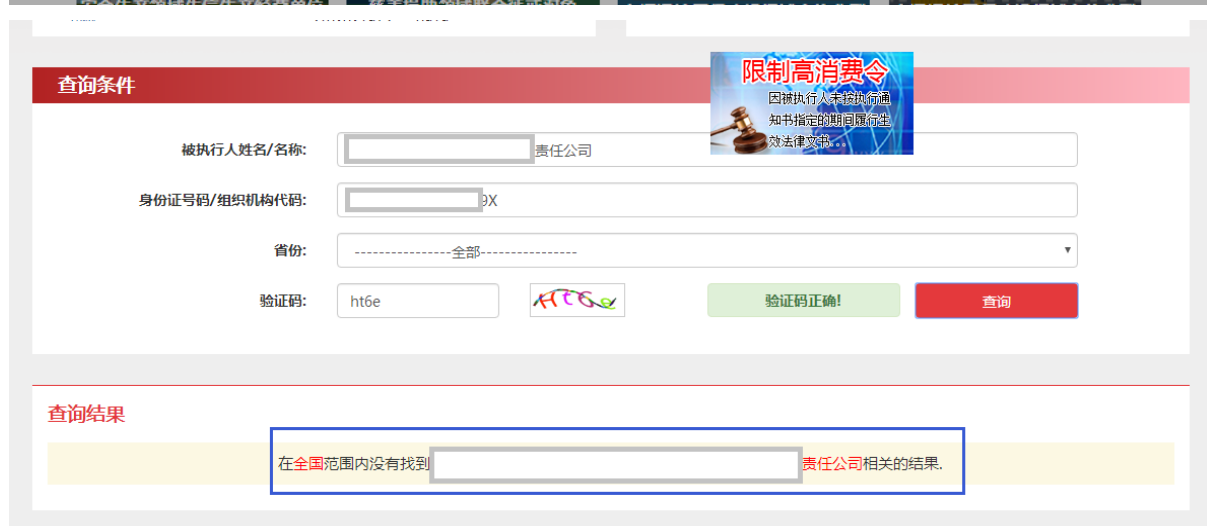 查询条件
限制高消费令
因被执行人未按执行通
知书指定的期间履行生
效法律文书...
被执行人姓名/名称:
责任公司
身份证号码/组织机构代码:
9X
省份:
----------------全部----------------
验证码:
ht6e
Ht6e
验证码正确!
查询
查询结果
在全国范围内没有找到
责任公司相关的结果.